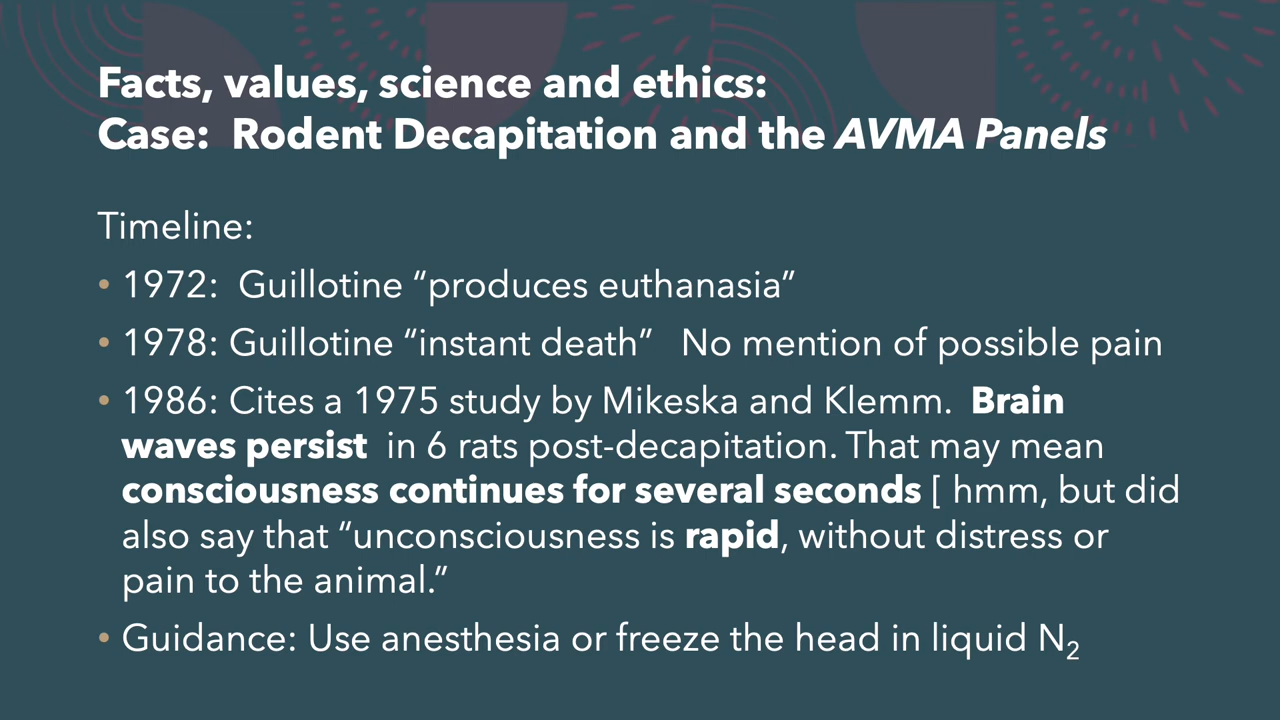 Facts, values, science and ethics:
Case:  Rodent Decapitation and the AVMA Panels
Timeline:
• 1972:  Guillotine “produces euthanasia”
• 1978: Guillotine “instant death”   No mention of possible pain
• 1986: Cites a 1975 study by Mikeska and Klemm.  Brain
waves persist  in 6 rats post-decapitation. That may mean
consciousness continues for several seconds [ hmm, but did
also say that “unconsciousness is rapid, without distress or
pain to the animal.”
• Guidance: Use anesthesia or freeze the head in liquid N₂